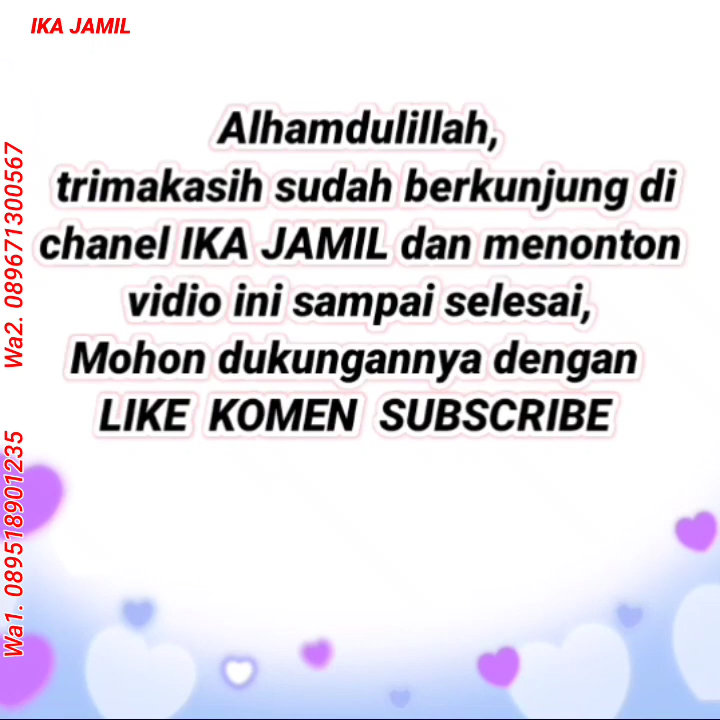 IKA JAMIL
Alhamdulillah,
trimakasih sudah berkunjung di
chanel IKA JAMIL dan menonton
vidio ini sampai selesai,
Mohon dukungannya dengan
LIKE KOMEN SUBSCRIBE
Wa1. 089518901235
Wa2. 089671300567